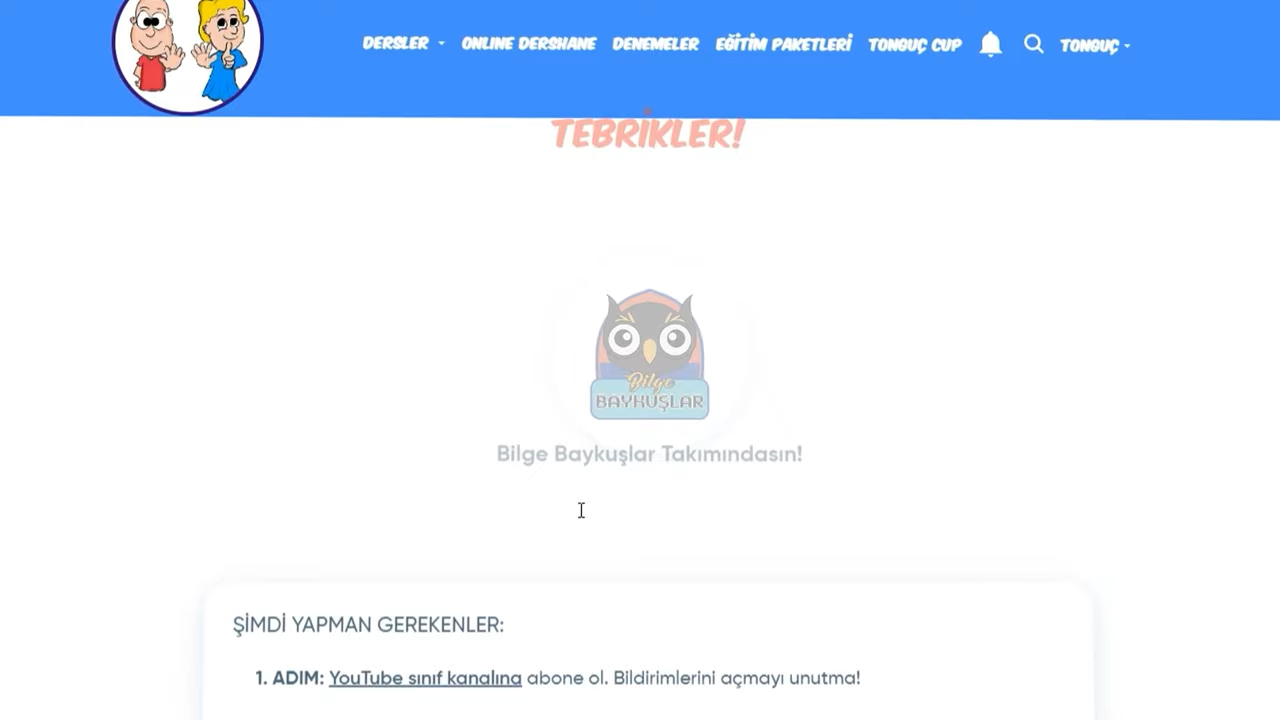 DERSLER ONLINE DERSHANE DENEMELER EĞİTİM PAKETLERİ TONGUÇ CUP TONGUÇ
TEBRİKLER!
Bilge
BAYKUŞLAR
Bilge Baykuşlar Takımındasın!
ŞİMDİ YAPMAN GEREKENLER:
1. ADIM: YouTube sınıf kanalına abone ol. Bildirimlerini açmayı unutma!